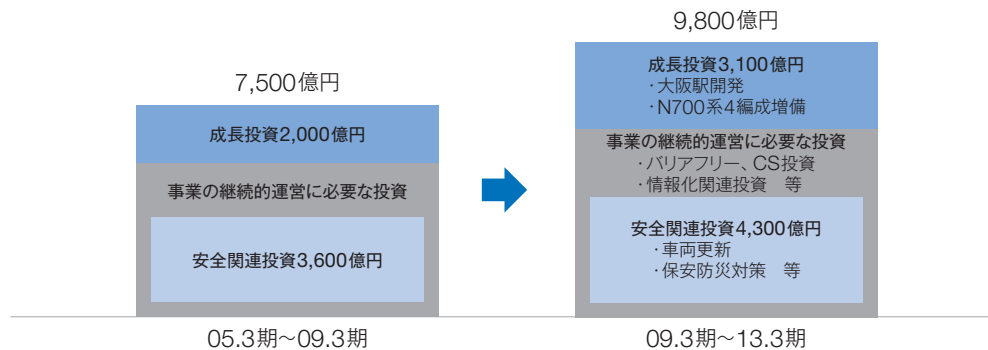 7,500億円
成長投資2,000億円
事業の継続的運営に必要な投資
安全関連投資3,600億円
05.3期～09.3期
9,800億円
成長投資3,100億円
・大阪駅開発
・N700系4編成増備
事業の継続的運営に必要な投資
・バリアフリー、CS投資
・情報化関連投資　等
安全関連投資4,300億円
・車両更新
・保安防災対策　等
09.3期～13.3期